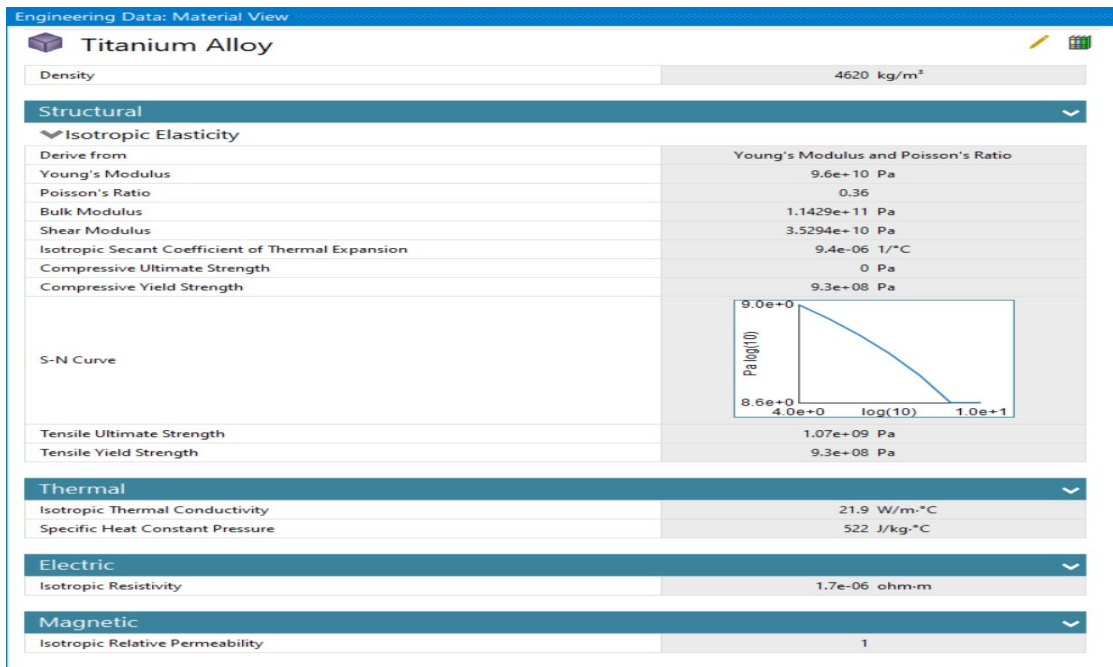 Engineering Data: Material View
Titanium Alloy
Density 4620 kg/m³
Structural
Isotropic Elasticity
Derive from Young's Modulus and Poisson's Ratio
Young's Modulus 9.6e+10 Pa
Poisson's Ratio 0.36
Bulk Modulus 1.1429e+11 Pa
Shear Modulus 3.5294e+10 Pa
Isotropic Secant Coefficient of Thermal Expansion 9.4e-06 1/°C
Compressive Ultimate Strength 0 Pa
Compressive Yield Strength 9.3e+08 Pa
S-N Curve
9.0e+0
Pa log(10)
8.6e+0
4.0e+0 log(10) 1.0e+1
Tensile Ultimate Strength 1.07e+09 Pa
Tensile Yield Strength 9.3e+08 Pa
Thermal
Isotropic Thermal Conductivity 21.9 W/m·°C
Specific Heat Constant Pressure 522 J/kg·°C
Electric
Isotropic Resistivity 1.7e-06 ohm·m
Magnetic
Isotropic Relative Permeability 1